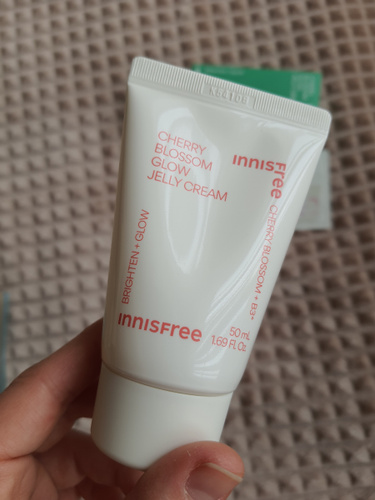 CHERRY
BLOSSOM
GLOW
JELLY CREAM
INNISFree
CHERRY BLOSSOM + B3+
BRIGHTEN + GLOW
INNISFree
50 mL
1.69 Fl. Oz